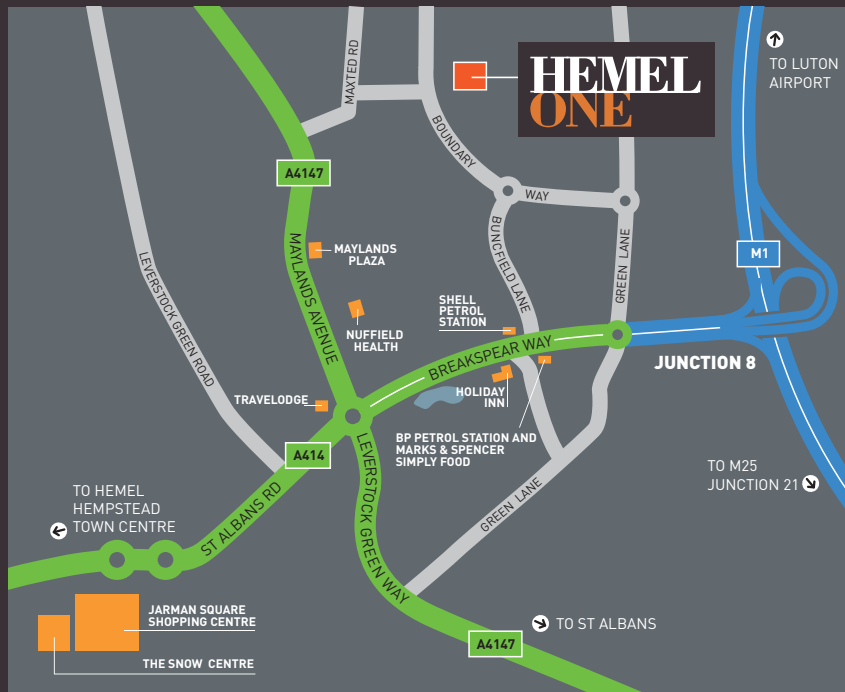 HEMEL
ONE
TO LUTON
AIRPORT
MAXTED RD
BOUNDARY
WAY
A4147
MAYLANDS
PLAZA
MAYLANDS AVENUE
LEVERSTOCK GREEN ROAD
BUNCFIELD LANE
GREEN LANE
M1
NUFFIELD
HEALTH
SHELL
PETROL
STATION
BREAKSPEAR WAY
JUNCTION 8
TRAVELODGE
HOLIDAY
INN
BP PETROL STATION AND
MARKS & SPENCER
SIMPLY FOOD
A414
LEVERSTOCK GREEN WAY
GREEN LANE
TO M25
JUNCTION 21
TO HEMEL
HEMPSTEAD
TOWN CENTRE
ST ALBANS RD
JARMAN SQUARE
SHOPPING CENTRE
THE SNOW CENTRE
TO ST ALBANS
A4147